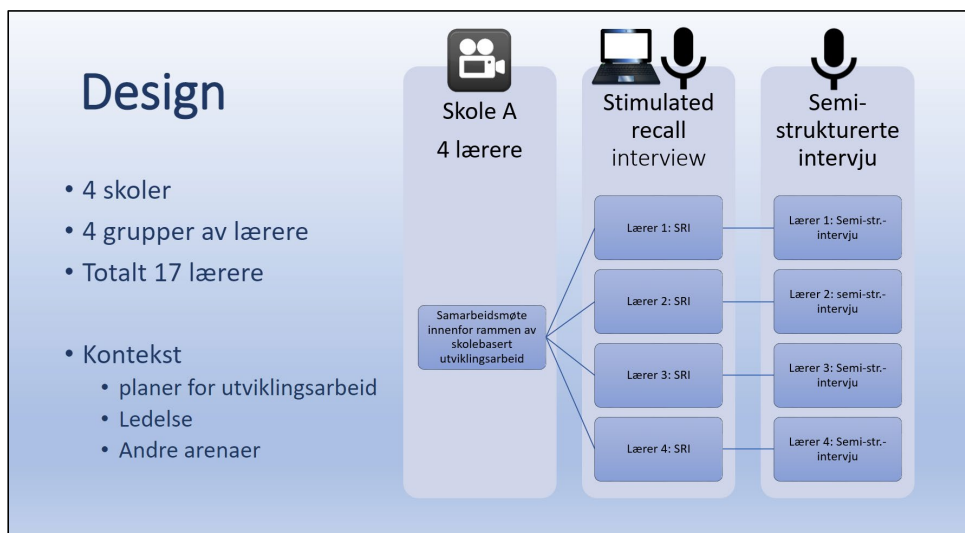 Design
• 4 skoler
• 4 grupper av lærere
• Totalt 17 lærere
• Kontekst
• planer for utviklingsarbeid
• Ledelse
• Andre arenaer
Skole A
4 lærere
Samarbeidsmøte
innenfor rammen av
skolebasert
utviklingsarbeid
Stimulated
recall
interview
Lærer 1: SRI
Lærer 2: SRI
Lærer 3: SRI
Lærer 4: SRI
Semi-
strukturerte
intervju
Lærer 1: Semi-str.-
intervju
Lærer 2: semi-str.-
intervju
Lærer 3: Semi-str.-
intervju
Lærer 4: Semi-str.-
intervju